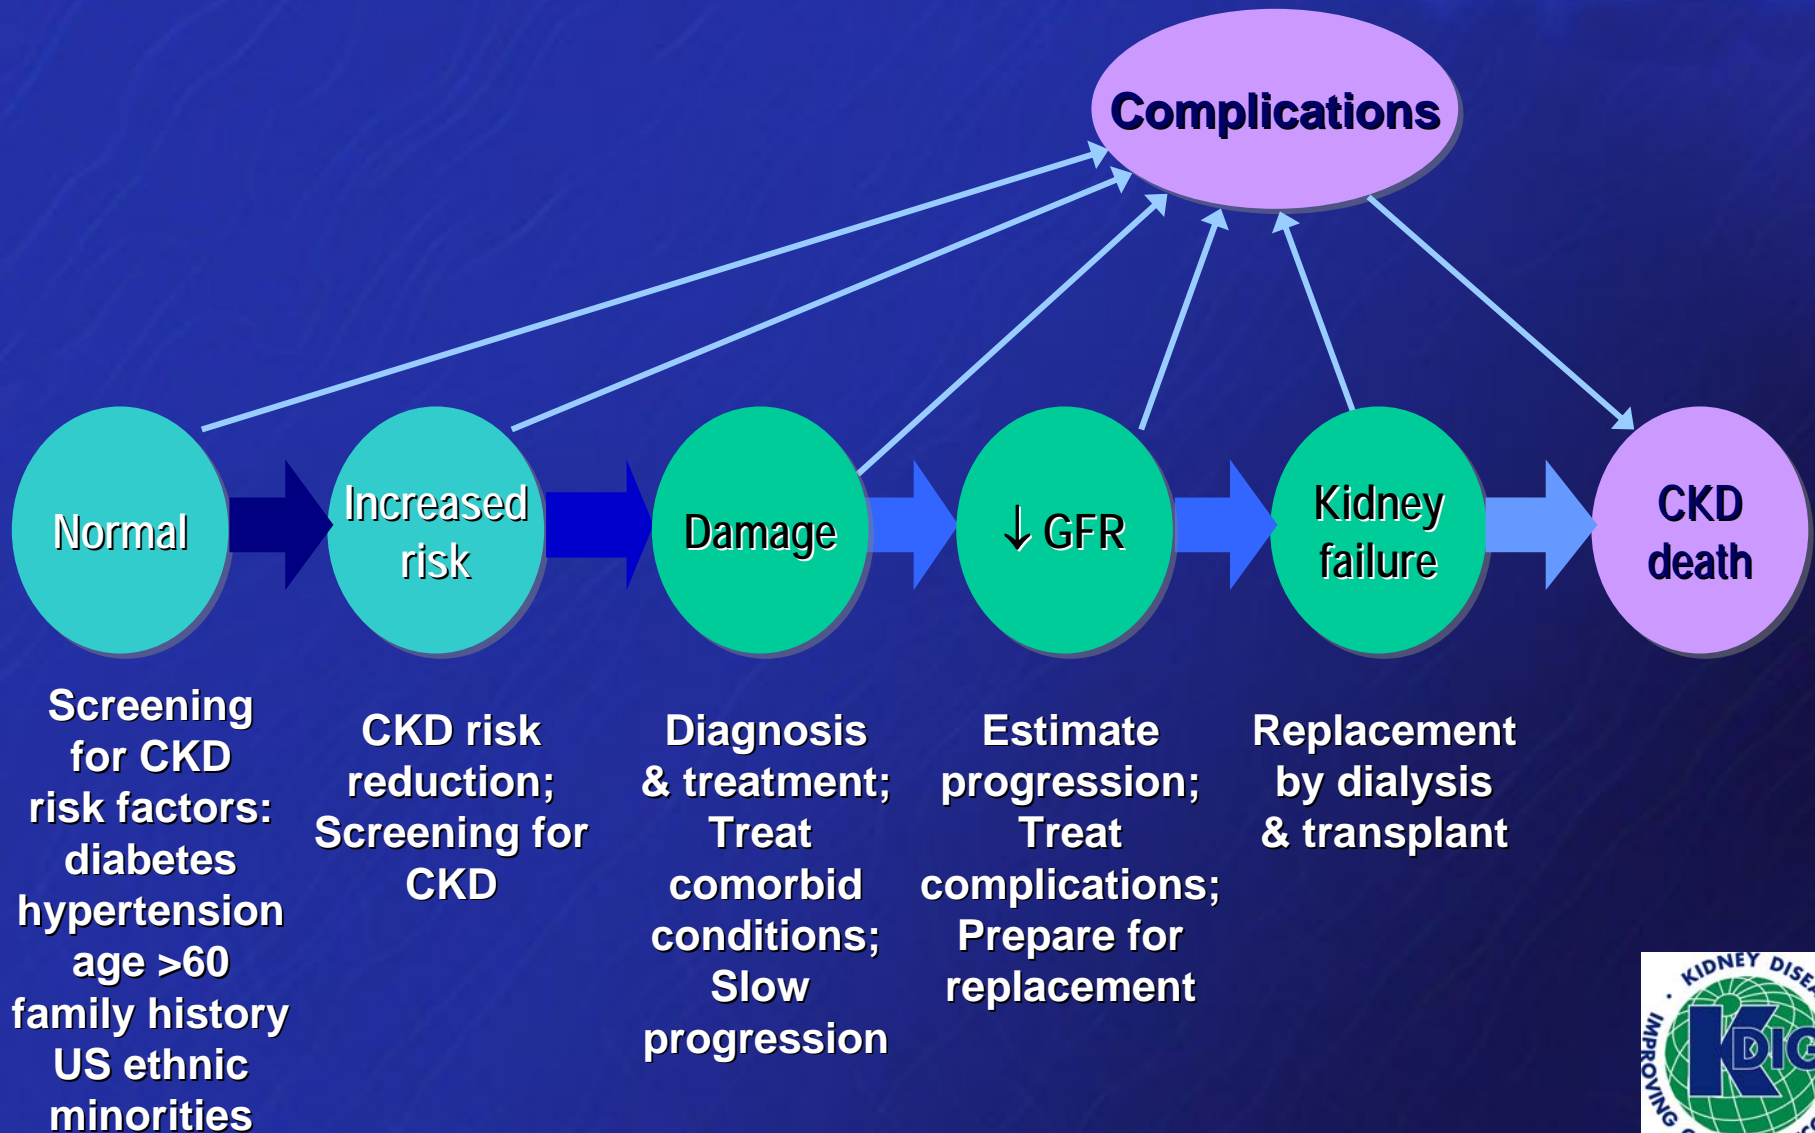 Complications
Normal
Increased
risk
Damage
↓ GFR
Kidney
failure
CKD
death
Screening
for CKD
risk factors:
diabetes
hypertension
age >60
family history
US ethnic
minorities
CKD risk
reduction;
Screening for
CKD
Diagnosis
& treatment;
Treat
comorbid
conditions;
Slow
progression
Estimate
progression;
Treat
complications;
Prepare for
replacement
Replacement
by dialysis
& transplant
KIDNEY
IMPROVING